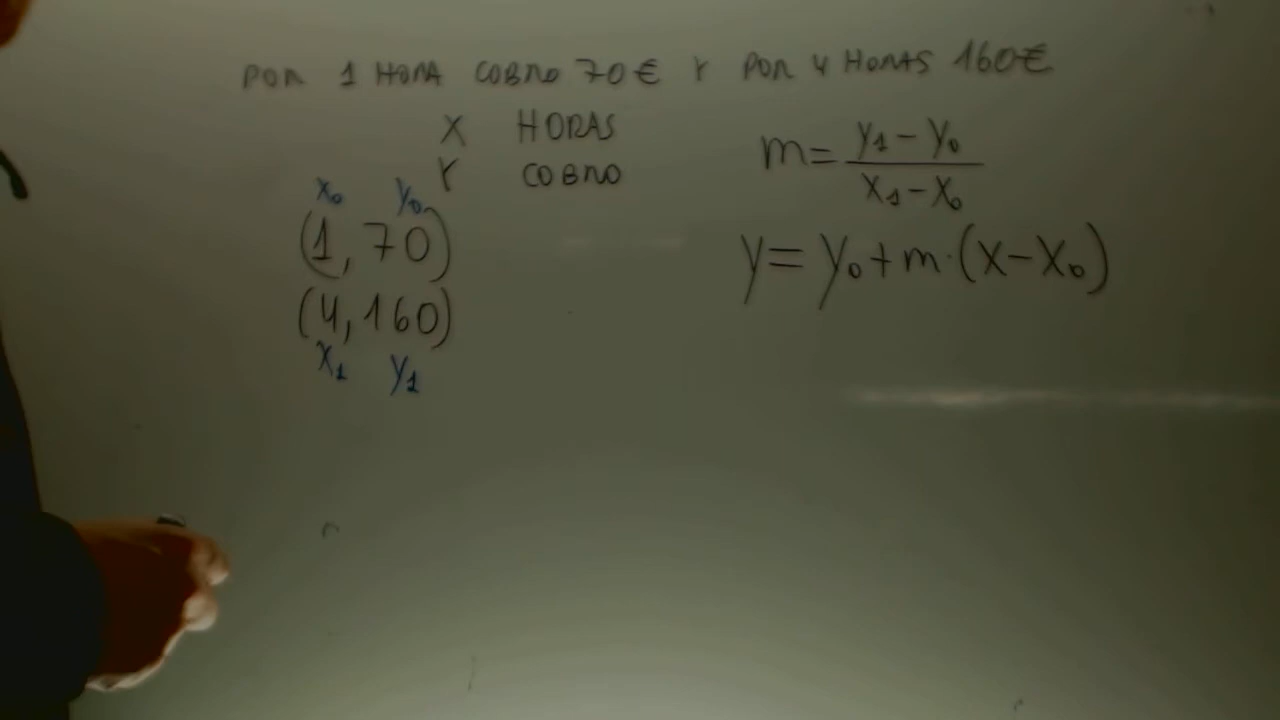 POR 1 HORA COBRO 70€ Y POR 4 HORAS 160€
X HORAS
Y COBRO
x₀ y₀
(1, 70)
(4, 160)
x₁ y₁
m = (y₁ - y₀) / (x₁ - x₀)
y = y₀ + m · (x - x₀)